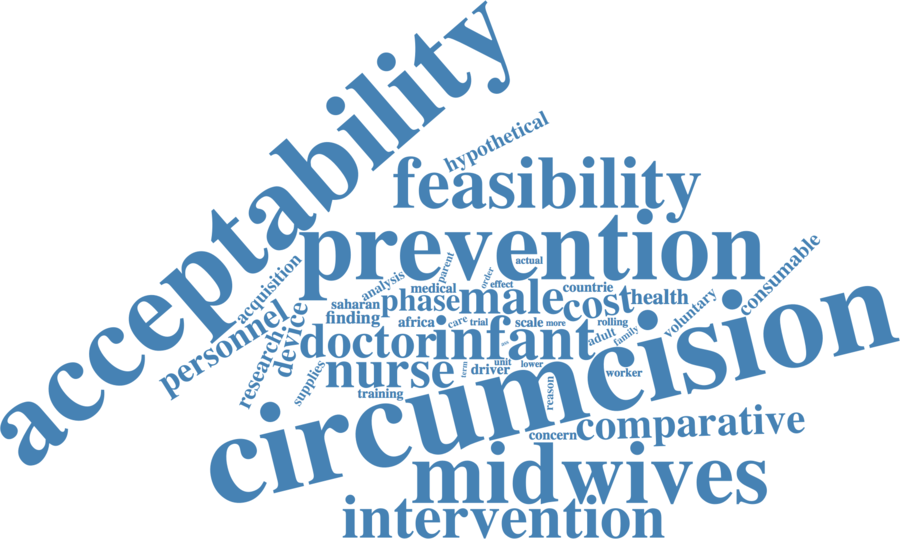 acceptability
hypothetical
feasibility
prevention
actual
consumable
acquisition
analysis
parent
order
effect
medical
countrie
saharan
phase
male
cost
health
voluntary
personnel
device
finding
africa
care
trial
scale
more
rolling
research
doctor
infant
adult
family
supplies
nurse
term
driver
unit
lower
worker
training
reason
circumcision
concern
comparative
midwives
intervention